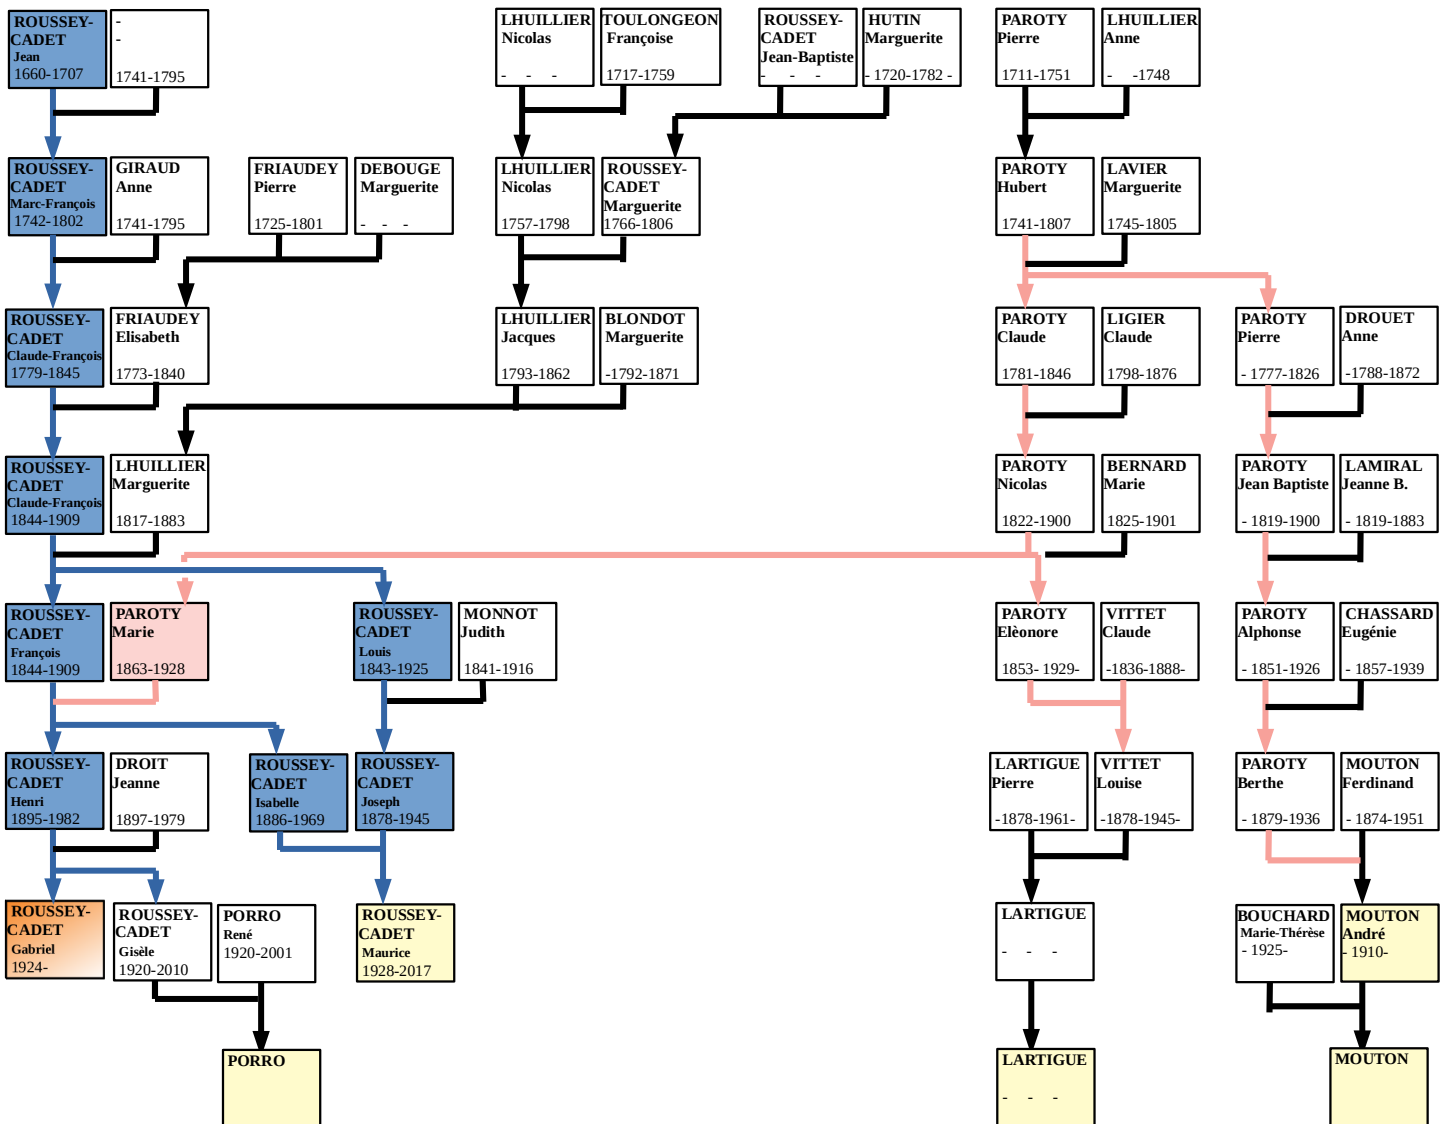 ROUSSEY-
CADET
Jean
1660-1707
-
-
1741-1795
LHUILLIER
Nicolas
- - -
TOULONGEON
Françoise
1717-1759
ROUSSEY-
CADET
Jean-Baptiste
- - -
HUTIN
Marguerite
- 1720-1782 -
PAROTY
Pierre
1711-1751
LHUILLIER
Anne
- -1748
ROUSSEY-
CADET
Marc-François
1742-1802
GIRAUD
Anne
1741-1795
FRIAUDEY
Pierre
1725-1801
DEBOUGE
Marguerite
- - -
LHUILLIER
Nicolas
1757-1798
ROUSSEY-
CADET
Marguerite
1766-1806
PAROTY
Hubert
1741-1807
LAVIER
Marguerite
1745-1805
ROUSSEY-
CADET
Claude-François
1779-1845
FRIAUDEY
Elisabeth
1773-1840
LHUILLIER
Jacques
1793-1862
BLONDOT
Marguerite
-1792-1871
PAROTY
Claude
1781-1846
LIGIER
Claude
1798-1876
PAROTY
Pierre
- 1777-1826
DROUET
Anne
-1788-1872
ROUSSEY-
CADET
Claude-François
1844-1909
LHUILLIER
Marguerite
1817-1883
PAROTY
Nicolas
1822-1900
BERNARD
Marie
1825-1901
PAROTY
Jean Baptiste
- 1819-1900
LAMIRAL
Jeanne B.
- 1819-1883
ROUSSEY-
CADET
François
1844-1909
PAROTY
Marie
1863-1928
ROUSSEY-
CADET
Louis
1843-1925
MONNOT
Judith
1841-1916
PAROTY
Elèonore
1853- 1929-
VITTET
Claude
-1836-1888-
PAROTY
Alphonse
- 1851-1926
CHASSARD
Eugénie
- 1857-1939
ROUSSEY-
CADET
Henri
1895-1982
DROIT
Jeanne
1897-1979
ROUSSEY-
CADET
Isabelle
1886-1969
ROUSSEY-
CADET
Joseph
1878-1945
LARTIGUE
Pierre
-1878-1961-
VITTET
Louise
-1878-1945-
PAROTY
Berthe
- 1879-1936
MOUTON
Ferdinand
- 1874-1951
ROUSSEY-
CADET
Gabriel
1924-
ROUSSEY-
CADET
Gisèle
1920-2010
PORRO
René
1920-2001
ROUSSEY-
CADET
Maurice
1928-2017
LARTIGUE
- - -
BOUCHARD
Marie-Thérèse
- 1925-
MOUTON
André
- 1910-
PORRO
LARTIGUE
- - -
MOUTON